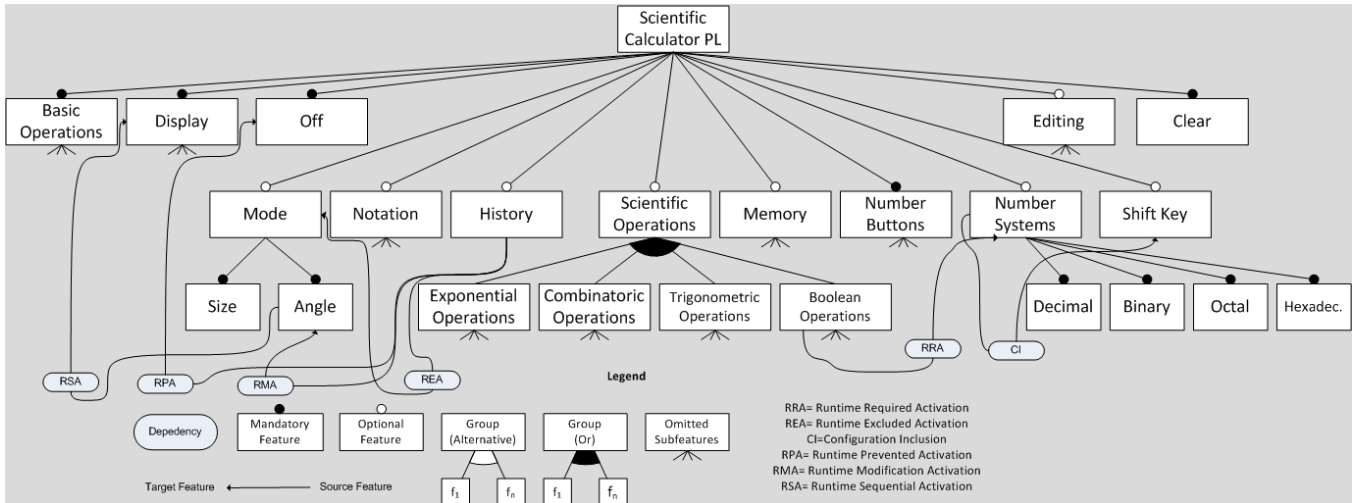 Scientific
Calculator PL
Basic
Operations
Display
Off
Editing
Clear
Mode
Notation
History
Scientific
Operations
Memory
Number
Buttons
Number
Systems
Shift Key
Size
Angle
Exponential
Operations
Combinatoric
Operations
Trigonometric
Operations
Boolean
Operations
Decimal
Binary
Octal
Hexadec.
RSA
RPA
RMA
REA
RRA
CI
Legend
Depedency
Mandatory
Feature
Optional
Feature
Group
(Alternative)
f1
fn
Group
(Or)
f1
fn
Omitted
Subfeatures
Target Feature
Source Feature
RRA= Runtime Required Activation
REA= Runtime Excluded Activation
CI=Configuration Inclusion
RPA= Runtime Prevented Activation
RMA= Runtime Modification Activation
RSA= Runtime Sequential Activation